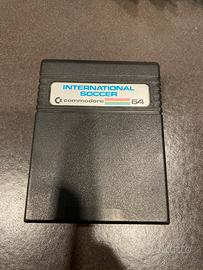 INTERNATIONAL
SOCCER
commodore 64